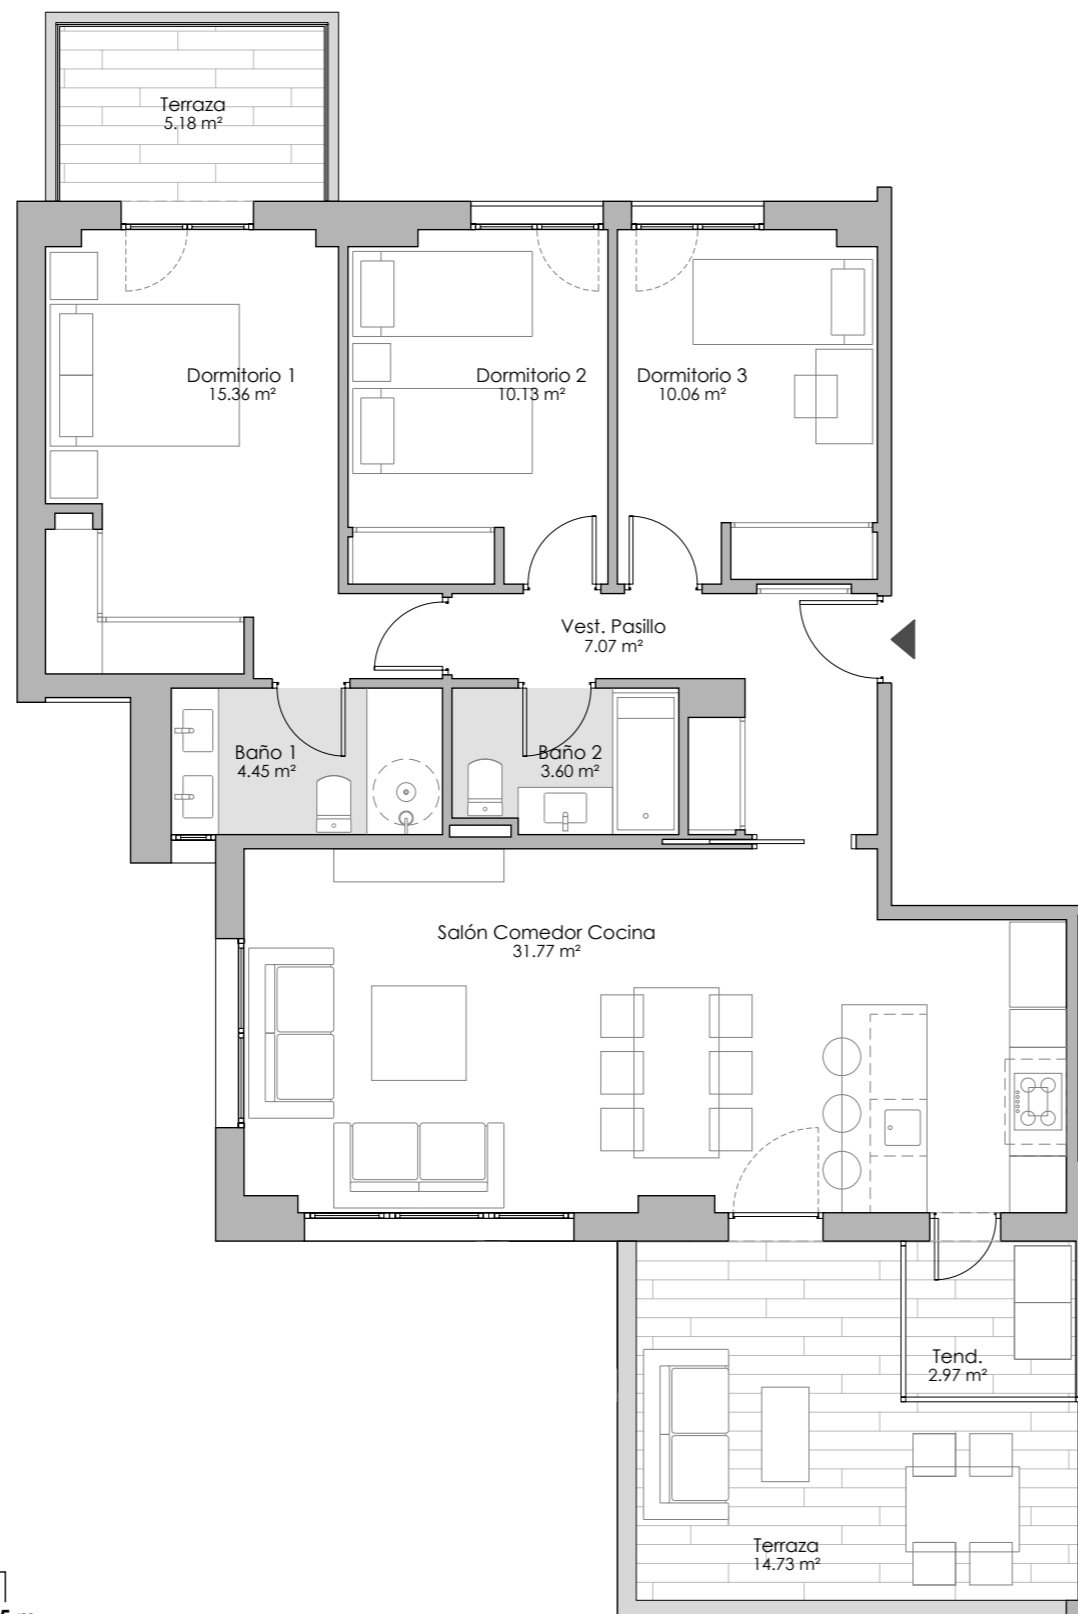 Terraza
5.18 m²
Dormitorio 1
15.36 m²
Dormitorio 2
10.13 m²
Dormitorio 3
10.06 m²
Vest. Pasillo
7.07 m²
Baño 1
4.45 m²
Baño 2
3.60 m²
Salón Comedor Cocina
31.77 m²
Tend.
2.97 m²
Terraza
14.73 m²
5 m